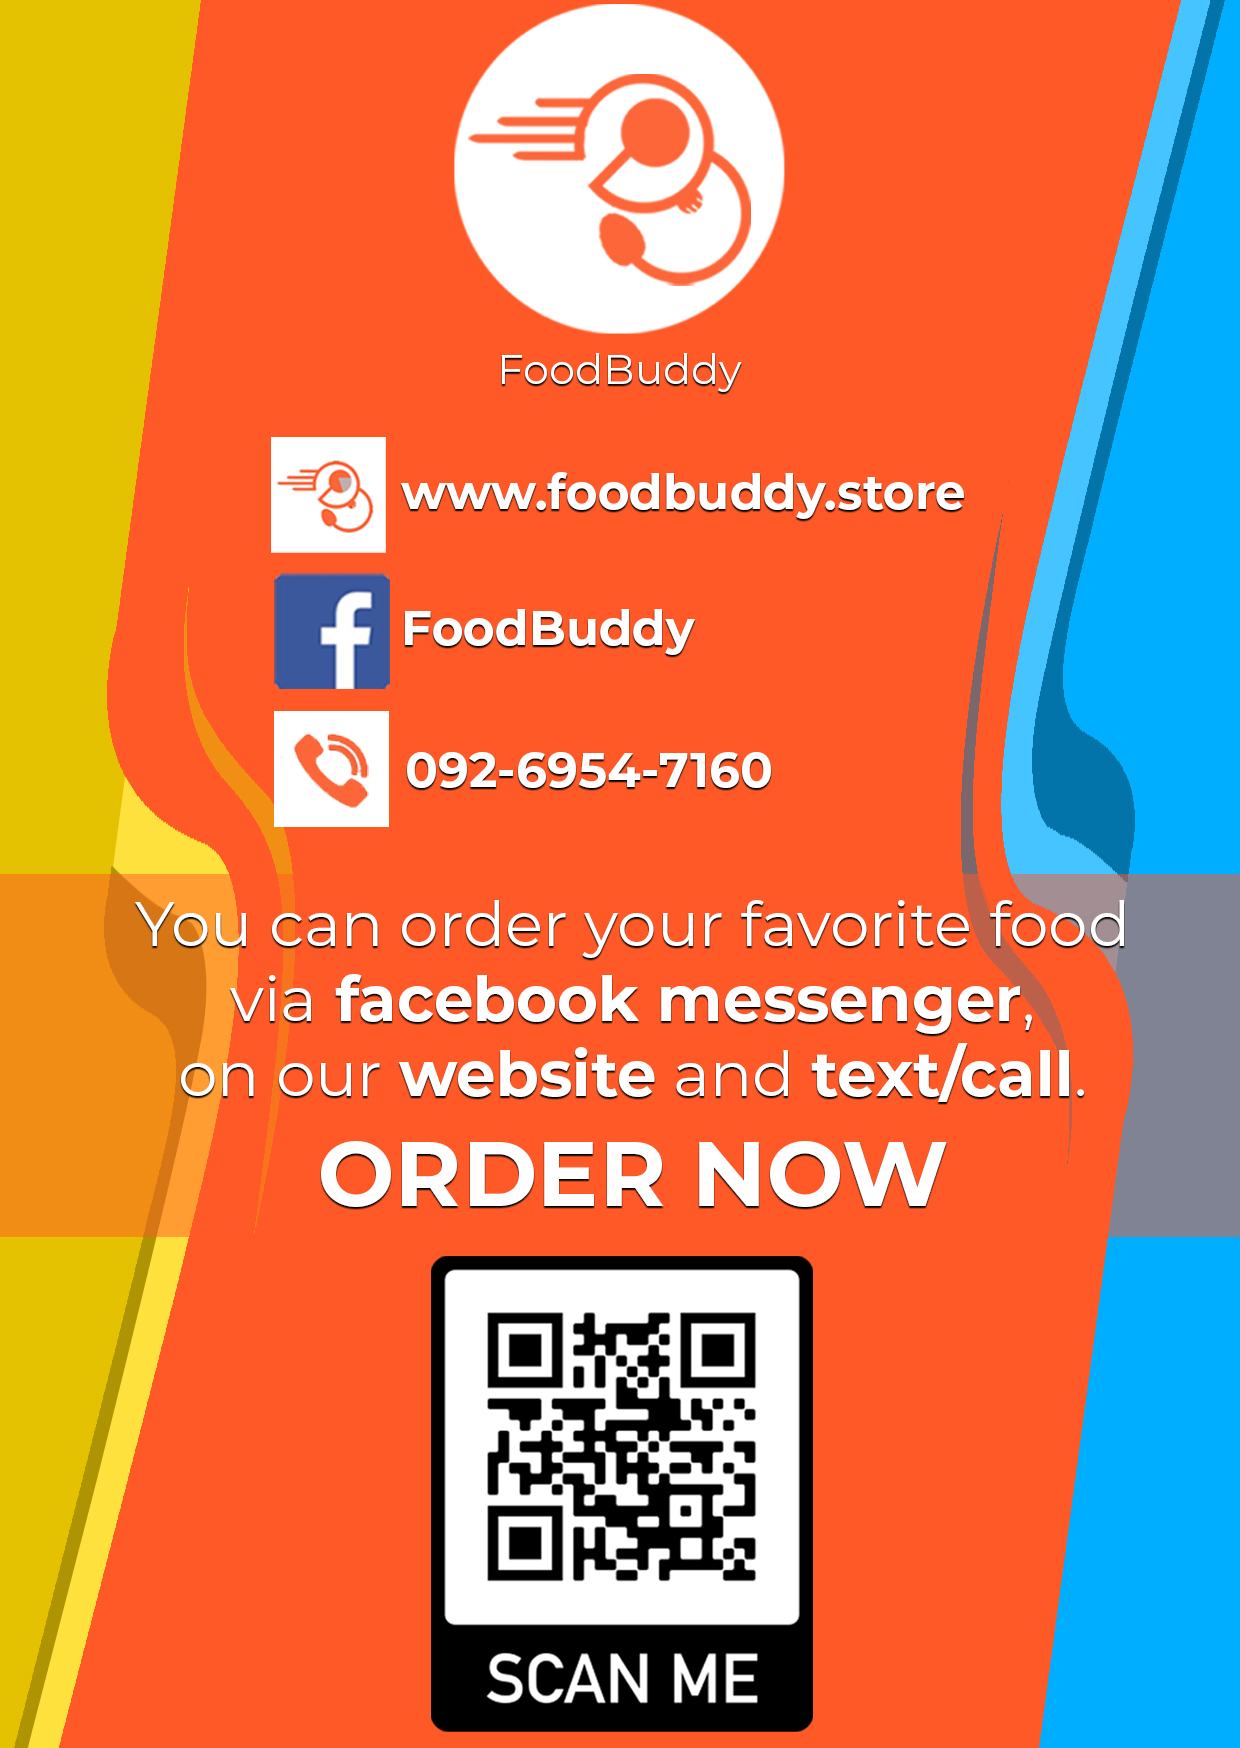 FoodBuddy
www.foodbuddy.store
FoodBuddy
092-6954-7160
You can order your favorite food
via facebook messenger,
on our website and text/call.
ORDER NOW
SCAN ME